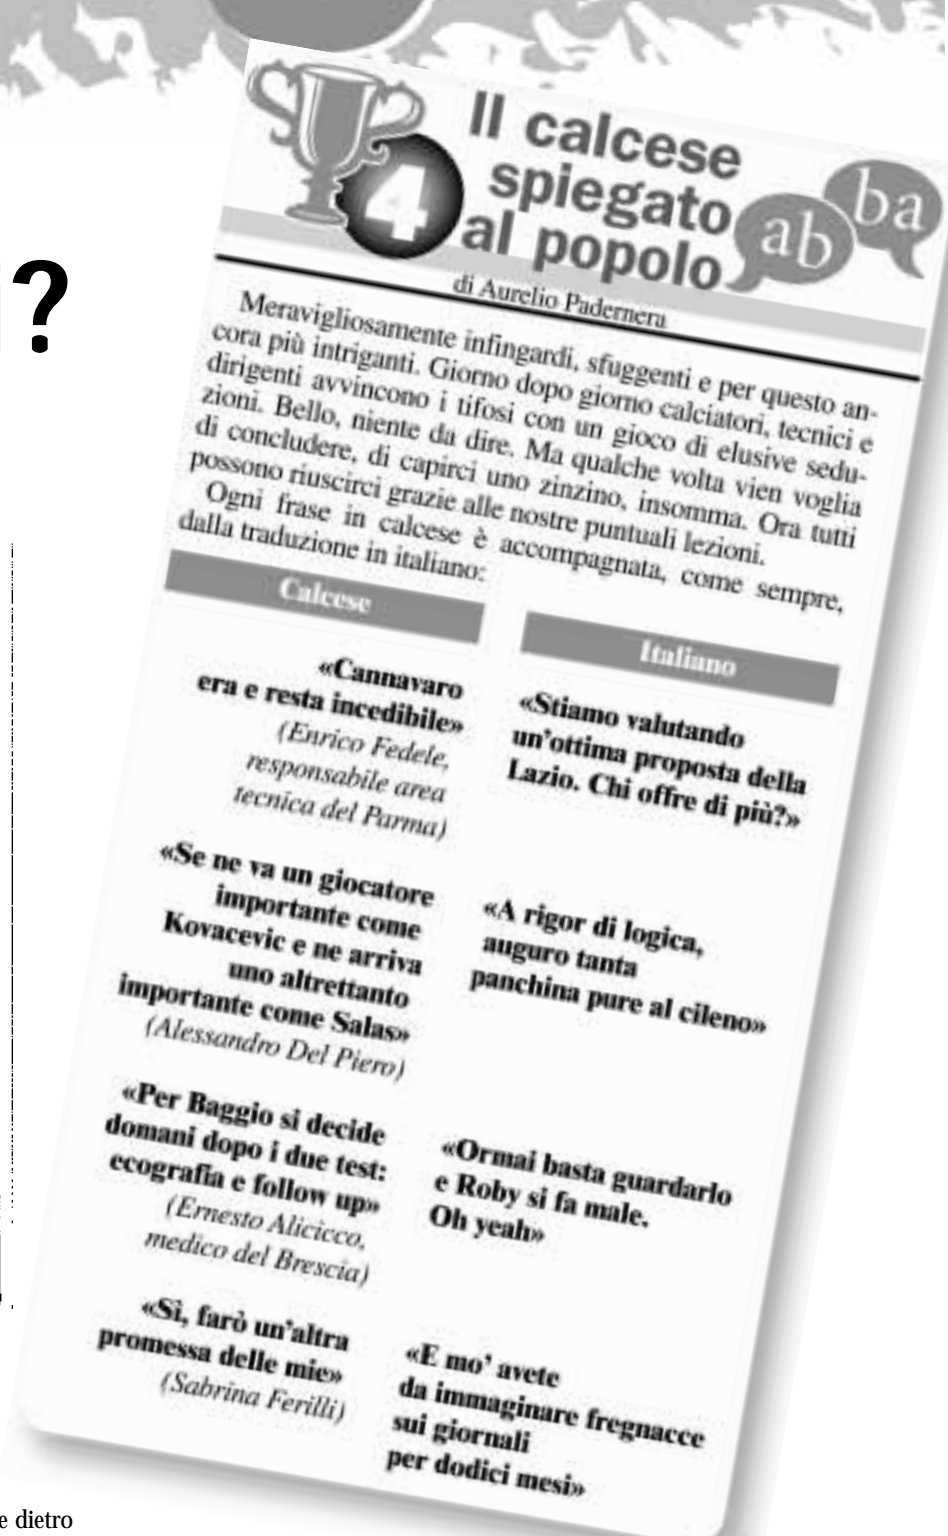 ?
4
Il calcese
spiegato
al popolo
ab
ba
di Aurelio Padernera
Meravigliosamente infingardi, sfuggenti e per questo an-
cora più intriganti. Giorno dopo giorno calciatori, tecnici e
dirigenti avvincono i tifosi con un gioco di elusive sedu-
zioni. Bello, niente da dire. Ma qualche volta vien voglia
di concludere, di capirci uno zinzino, insomma. Ora tutti
possono riuscirci grazie alle nostre puntuali lezioni.
Ogni frase in calcese è accompagnata, come sempre,
dalla traduzione in italiano:
Calcese
«Cannavaro
era e resta incedibile»
(Enrico Fedele,
responsabile area
tecnica del Parma)
«Se ne va un giocatore
importante come
Kovacevic e ne arriva
uno altrettanto
importante come Salas»
(Alessandro Del Piero)
«Per Baggio si decide
domani dopo i due test:
ecografia e follow up»
(Ernesto Alicicco,
medico del Brescia)
«Sì, farò un'altra
promessa delle mie»
(Sabrina Ferilli)
Italiano
«Stiamo valutando
un'ottima proposta della
Lazio. Chi offre di più?»
«A rigor di logica,
auguro tanta
panchina pure al cileno»
«Ormai basta guardarlo
e Roby si fa male.
Oh yeah»
«E mo' avete
da immaginare fregnacce
sui giornali
per dodici mesi»
e dietro